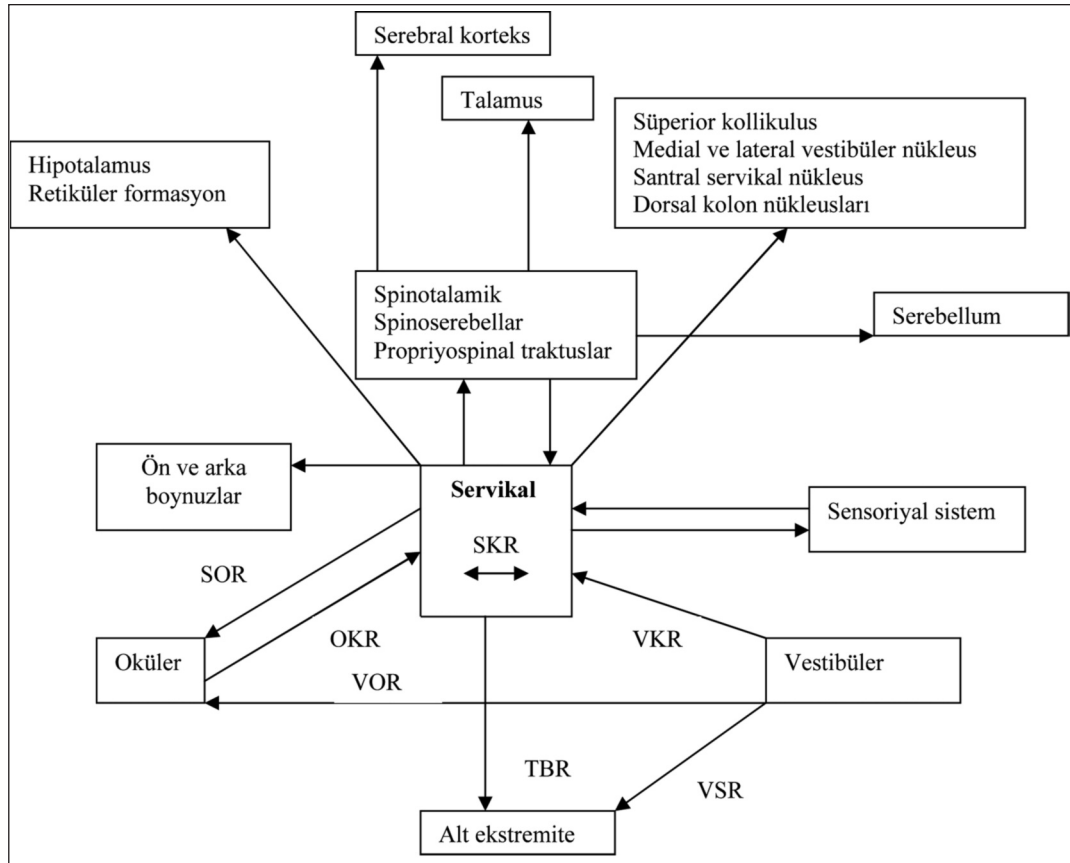 Serebral korteks
Talamus
Süperior kollikulus
Medial ve lateral vestibüler nükleus
Santral servikal nükleus
Dorsal kolon nükleusları
Hipotalamus
Retiküler formasyon
Spinotalamik
Spinoserebellar
Propriyospinal traktuslar
Serebellum
Ön ve arka
boynuzlar
Servikal
SKR
Sensoriyal sistem
SOR
OKR
VKR
Oküler
VOR
Vestibüler
TBR
VSR
Alt ekstremite